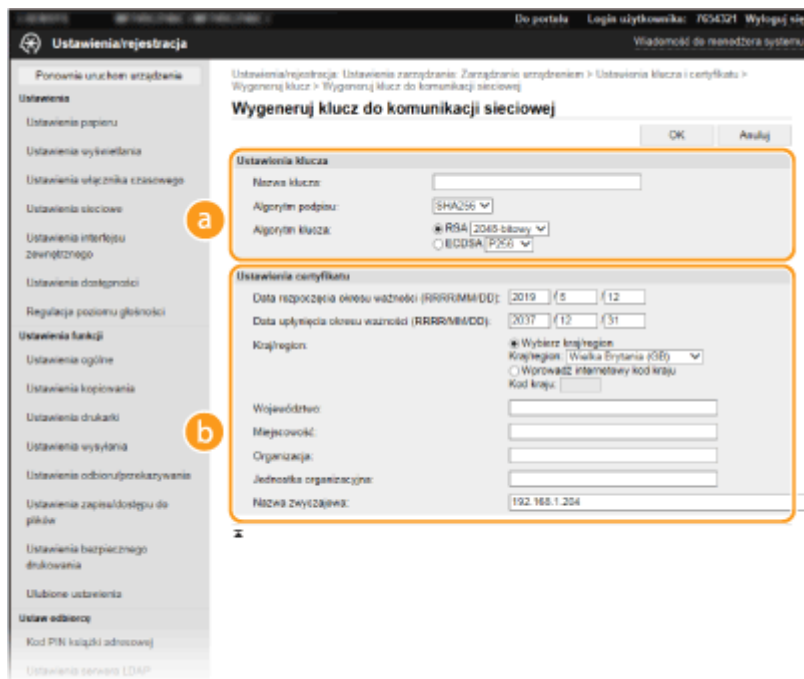 Do portalu Login użytkownika: 7654321 Wyloguj się
Ustawienia/rejestracja
Wiadomość do menedżera systemu
Ponownie uruchom urządzenie
Ustawienia
Ustawienia papieru
Ustawienia wyświetlania
Ustawienia włącznika czasowego
Ustawienia sieciowe
Ustawienia interfejsu
zewnętrznego
Ustawienia dostępności
Regulacja poziomu głośności
Ustawienia funkcji
Ustawienia ogólne
Ustawienia kopiowania
Ustawienia drukarki
Ustawienia wysyłania
Ustawienia odbioru/przekazywania
Ustawienia zapisu/dostępu do
plików
Ustawienia bezpiecznego
drukowania
Ulubione ustawienia
Ustaw odbiorcę
Kod PIN książki adresowej
Ustawienia serwera LDAP
Ustawienia/rejestracja: Ustawienia zarządzania: Zarządzanie urządzeniem > Ustawienia klucza i certyfikatu >
Wygeneruj klucz > Wygeneruj klucz do komunikacji sieciowej
Wygeneruj klucz do komunikacji sieciowej
OK Anuluj
a
Ustawienia klucza
Nazwa klucza:
Algorytm podpisu: SHA256
Algorytm klucza: RSA 2048-bitowy
ECDSA P256
b
Ustawienia certyfikatu
Data rozpoczęcia okresu ważności (RRRR/MM/DD): 2019 / 5 / 12
Data upłynięcia okresu ważności (RRRR/MM/DD): 2037 / 12 / 31
Kraj/region: Wybierz kraj/region
Kraj/region: Wielka Brytania (GB)
Wprowadź internetowy kod kraju
Kod kraju:
Województwo:
Miejscowość:
Organizacja:
Jednostka organizacyjna:
Nazwa zwyczajowa: 192.168.1.204